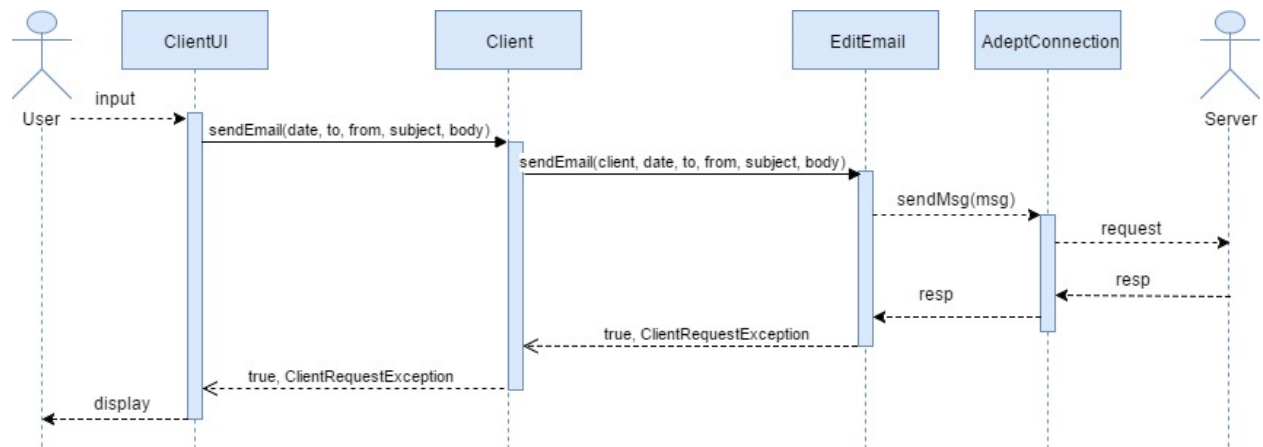 ClientUI
Client
EditEmail
AdeptConnection
User
input
Server
sendEmail(date, to, from, subject, body)
sendEmail(client, date, to, from, subject, body)
sendMsg(msg)
request
resp
resp
true, ClientRequestException
true, ClientRequestException
display